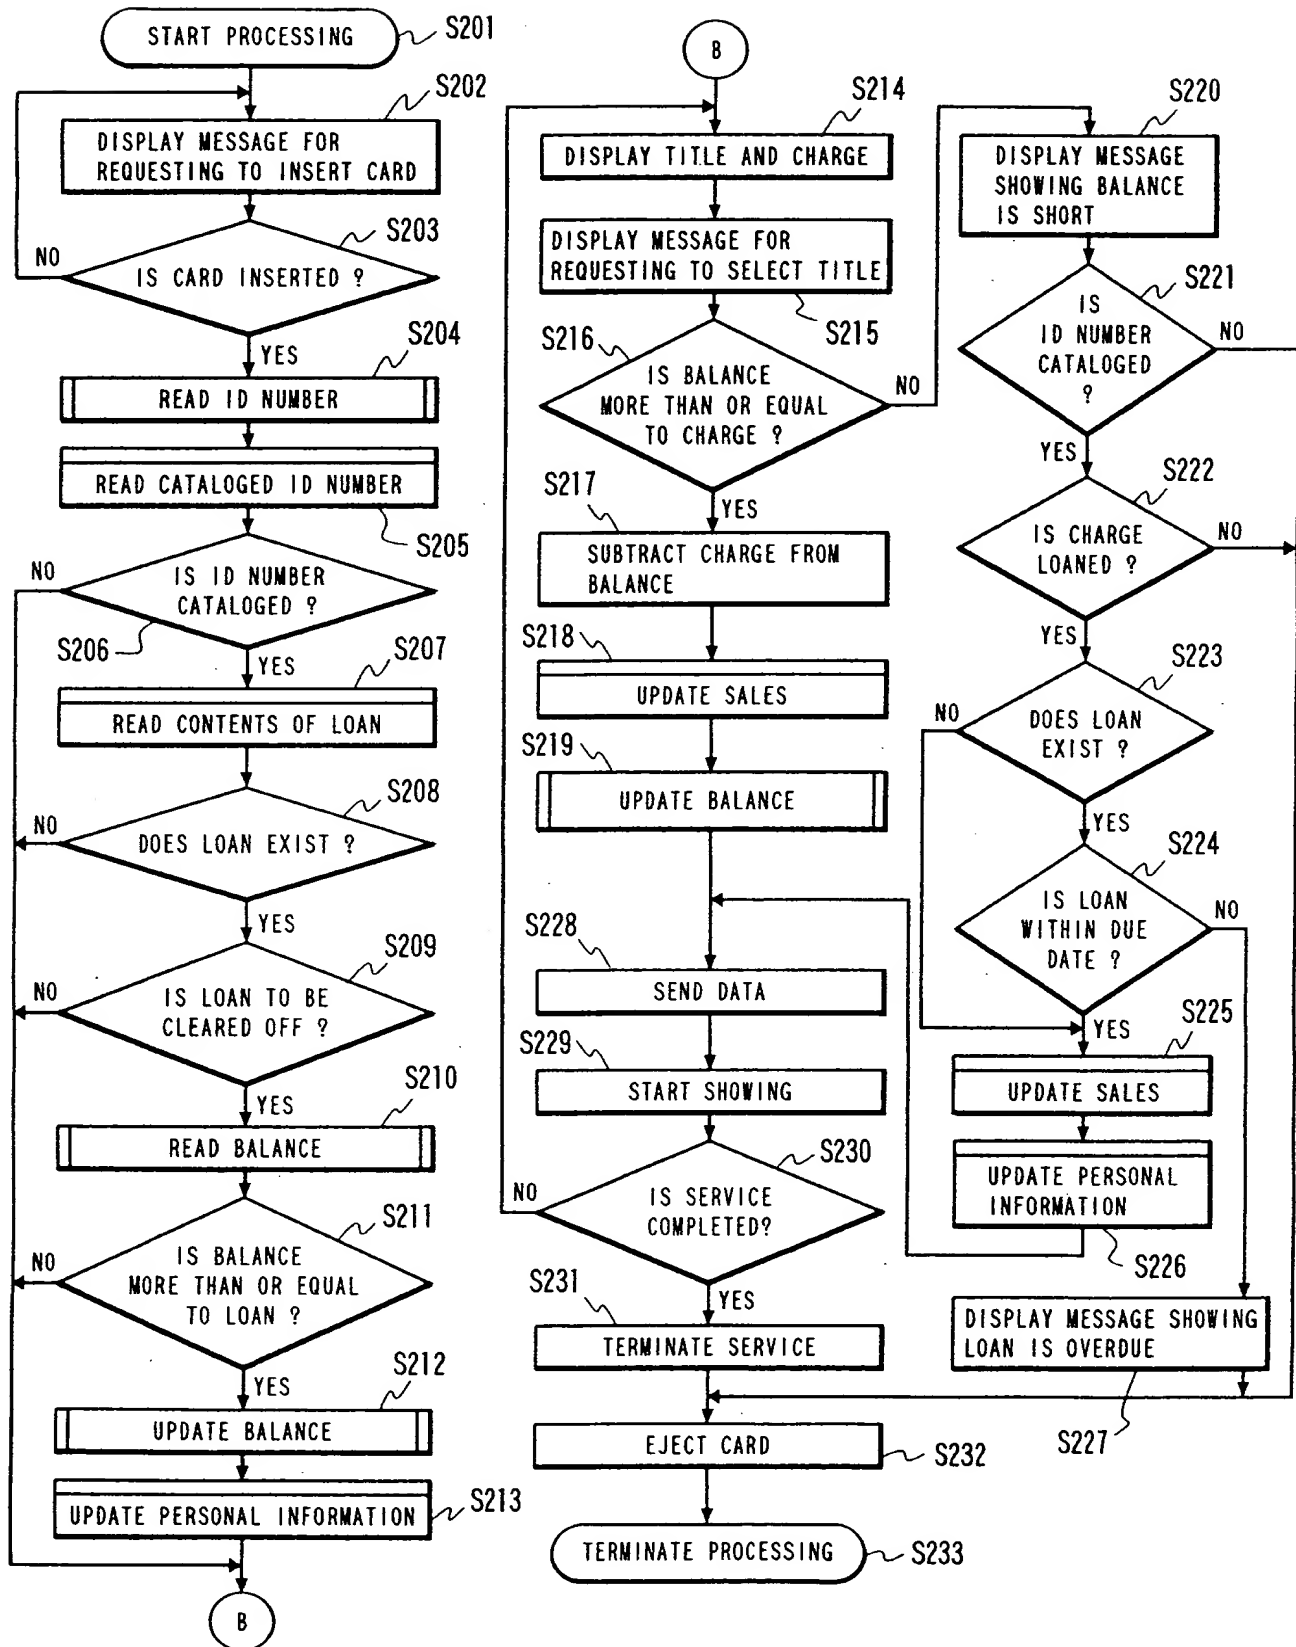 START PROCESSING
S201
S202
DISPLAY MESSAGE FOR
REQUESTING TO INSERT CARD
S203
NO
IS CARD INSERTED ?
YES
S204
READ ID NUMBER
READ CATALOGED ID NUMBER
S205
NO
IS ID NUMBER
CATALOGED ?
S206
YES
S207
READ CONTENTS OF LOAN
S208
NO
DOES LOAN EXIST ?
YES
S209
NO
IS LOAN TO BE
CLEARED OFF ?
YES
S210
READ BALANCE
S211
NO
IS BALANCE
MORE THAN OR EQUAL
TO LOAN ?
YES
S212
UPDATE BALANCE
UPDATE PERSONAL INFORMATION
S213
B
B
S214
DISPLAY TITLE AND CHARGE
DISPLAY MESSAGE FOR
REQUESTING TO SELECT TITLE
S215
S216
IS BALANCE
MORE THAN OR EQUAL
TO CHARGE ?
NO
YES
S217
SUBTRACT CHARGE FROM
BALANCE
S218
UPDATE SALES
S219
UPDATE BALANCE
S228
SEND DATA
S229
START SHOWING
S230
NO
IS SERVICE
COMPLETED?
YES
S231
TERMINATE SERVICE
EJECT CARD
S232
TERMINATE PROCESSING
S233
S220
DISPLAY MESSAGE
SHOWING BALANCE
IS SHORT
S221
IS
ID NUMBER
CATALOGED
?
NO
YES
S222
IS CHARGE
LOANED ?
NO
YES
S223
NO
DOES LOAN
EXIST ?
YES
S224
IS LOAN
WITHIN DUE
DATE ?
NO
YES
S225
UPDATE SALES
UPDATE PERSONAL
INFORMATION
S226
DISPLAY MESSAGE SHOWING
LOAN IS OVERDUE
S227